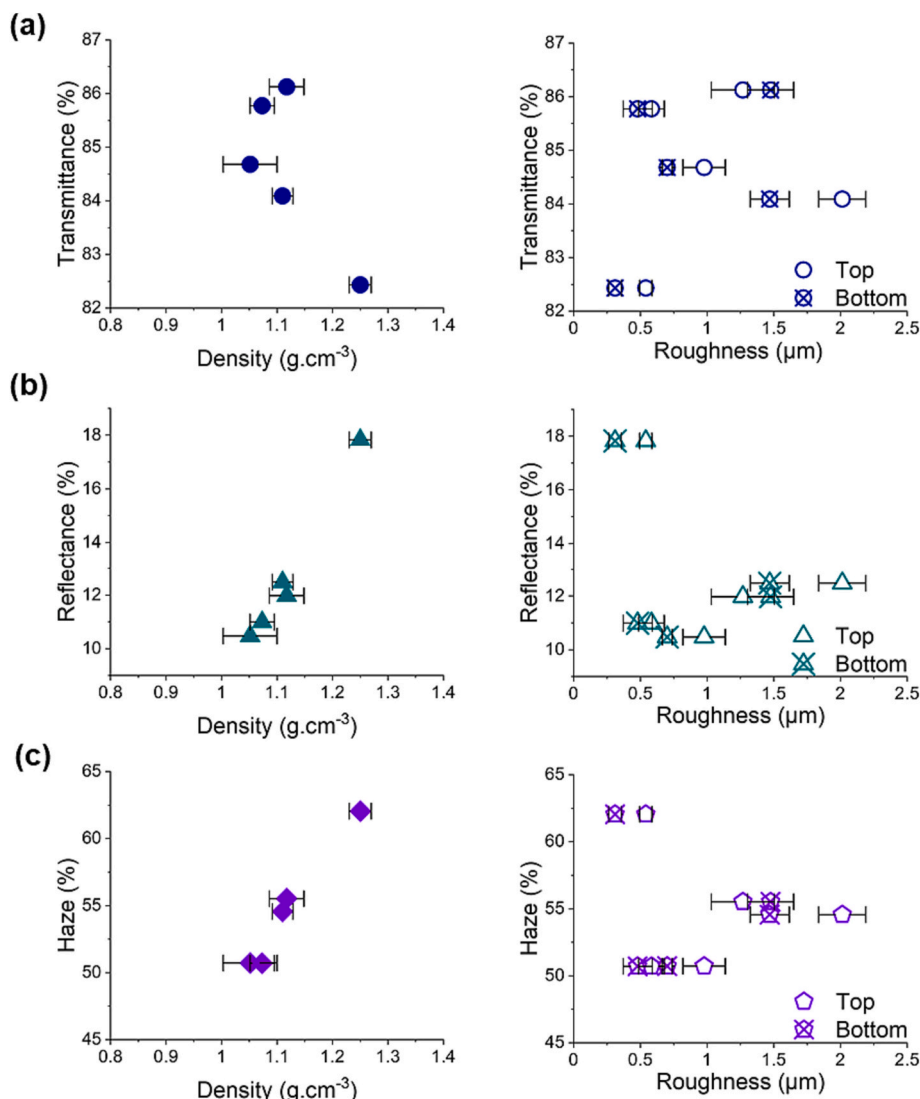 (a)
Transmittance (%)
87
86
85
84
83
82
0.8 0.9 1 1.1 1.2 1.3 1.4
Density (g.cm⁻³)
Transmittance (%)
87
86
85
84
83
82
Top
Bottom
0 0.5 1 1.5 2 2.5
Roughness (µm)
(b)
Reflectance (%)
18
16
14
12
10
0.8 0.9 1 1.1 1.2 1.3 1.4
Density (g.cm⁻³)
Reflectance (%)
18
16
14
12
10
Top
Bottom
0 0.5 1 1.5 2 2.5
Roughness (µm)
(c)
Haze (%)
65
60
55
50
45
0.8 0.9 1 1.1 1.2 1.3 1.4
Density (g.cm⁻³)
Haze (%)
65
60
55
50
45
Top
Bottom
0 0.5 1 1.5 2 2.5
Roughness (µm)